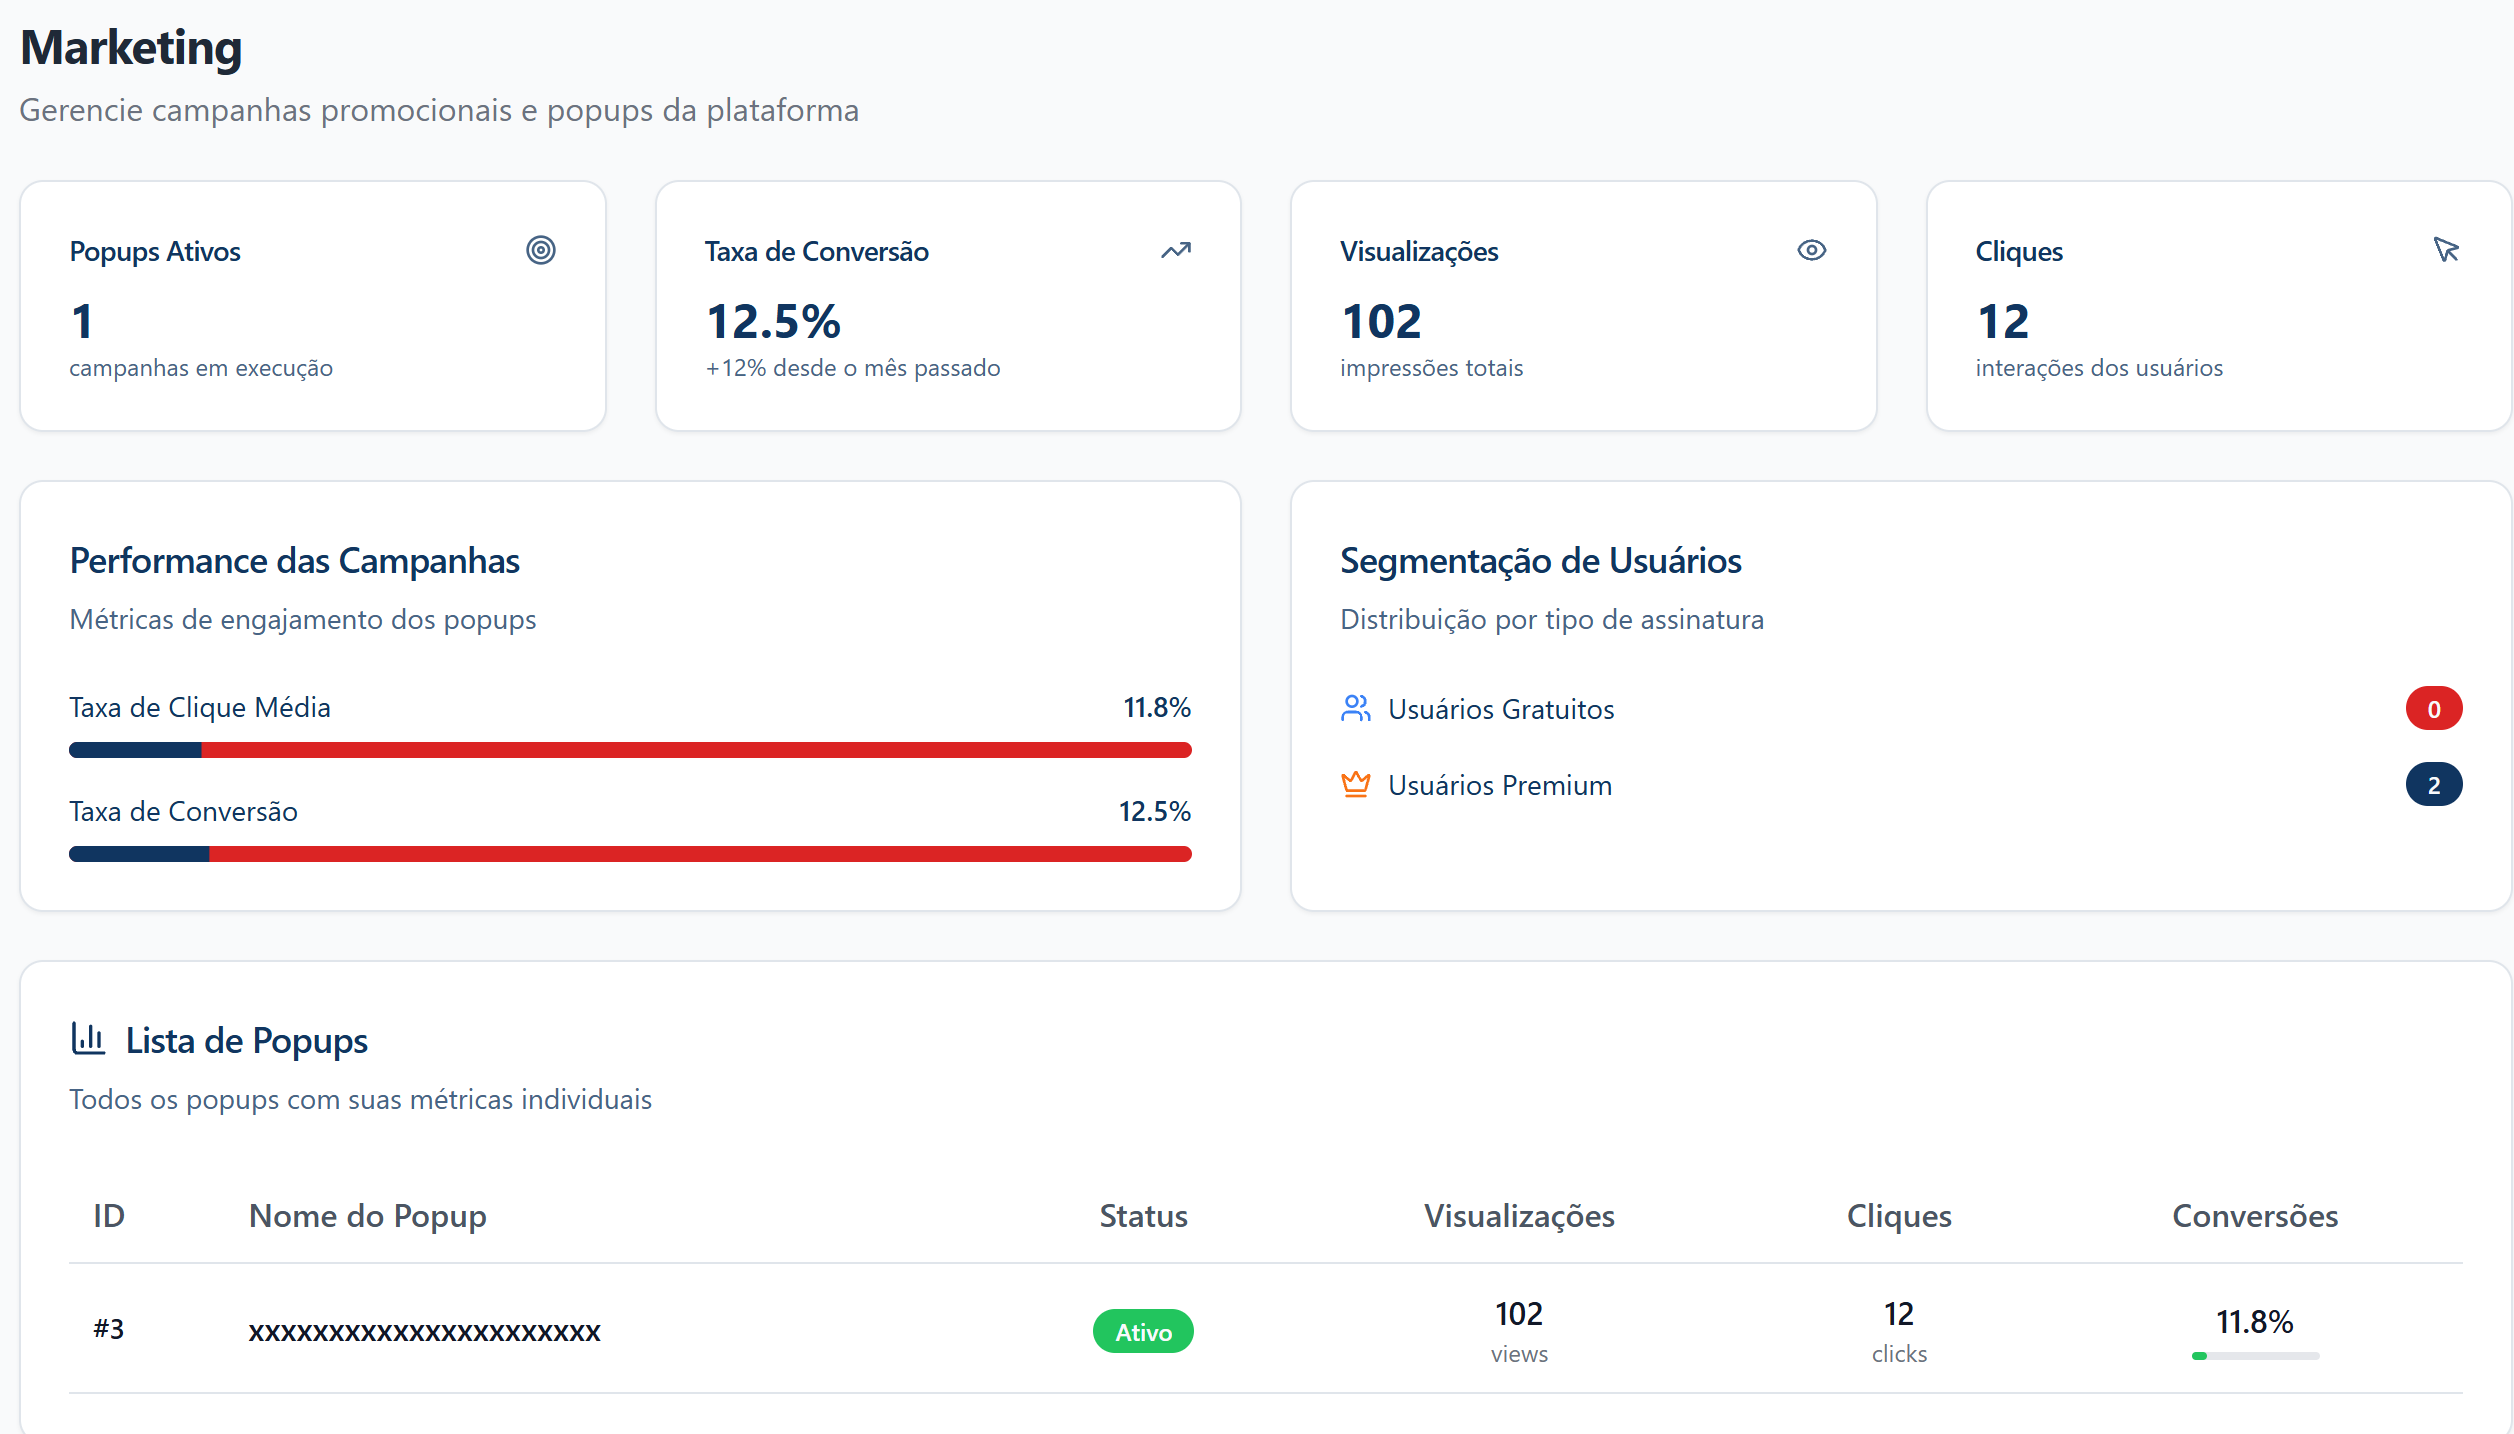 Marketing
Gerencie campanhas promocionais e popups da plataforma
Popups Ativos
1
campanhas em execução
Taxa de Conversão
12.5%
+12% desde o mês passado
Visualizações
102
impressões totais
Cliques
12
interações dos usuários
Performance das Campanhas
Métricas de engajamento dos popups
Taxa de Clique Média 11.8%
Taxa de Conversão 12.5%
Segmentação de Usuários
Distribuição por tipo de assinatura
Usuários Gratuitos 0
Usuários Premium 2
Lista de Popups
Todos os popups com suas métricas individuais
ID Nome do Popup Status Visualizações Cliques Conversões
#3 xxxxxxxxxxxxxxxxxxxxxx Ativo 102 12 11.8%
views clicks